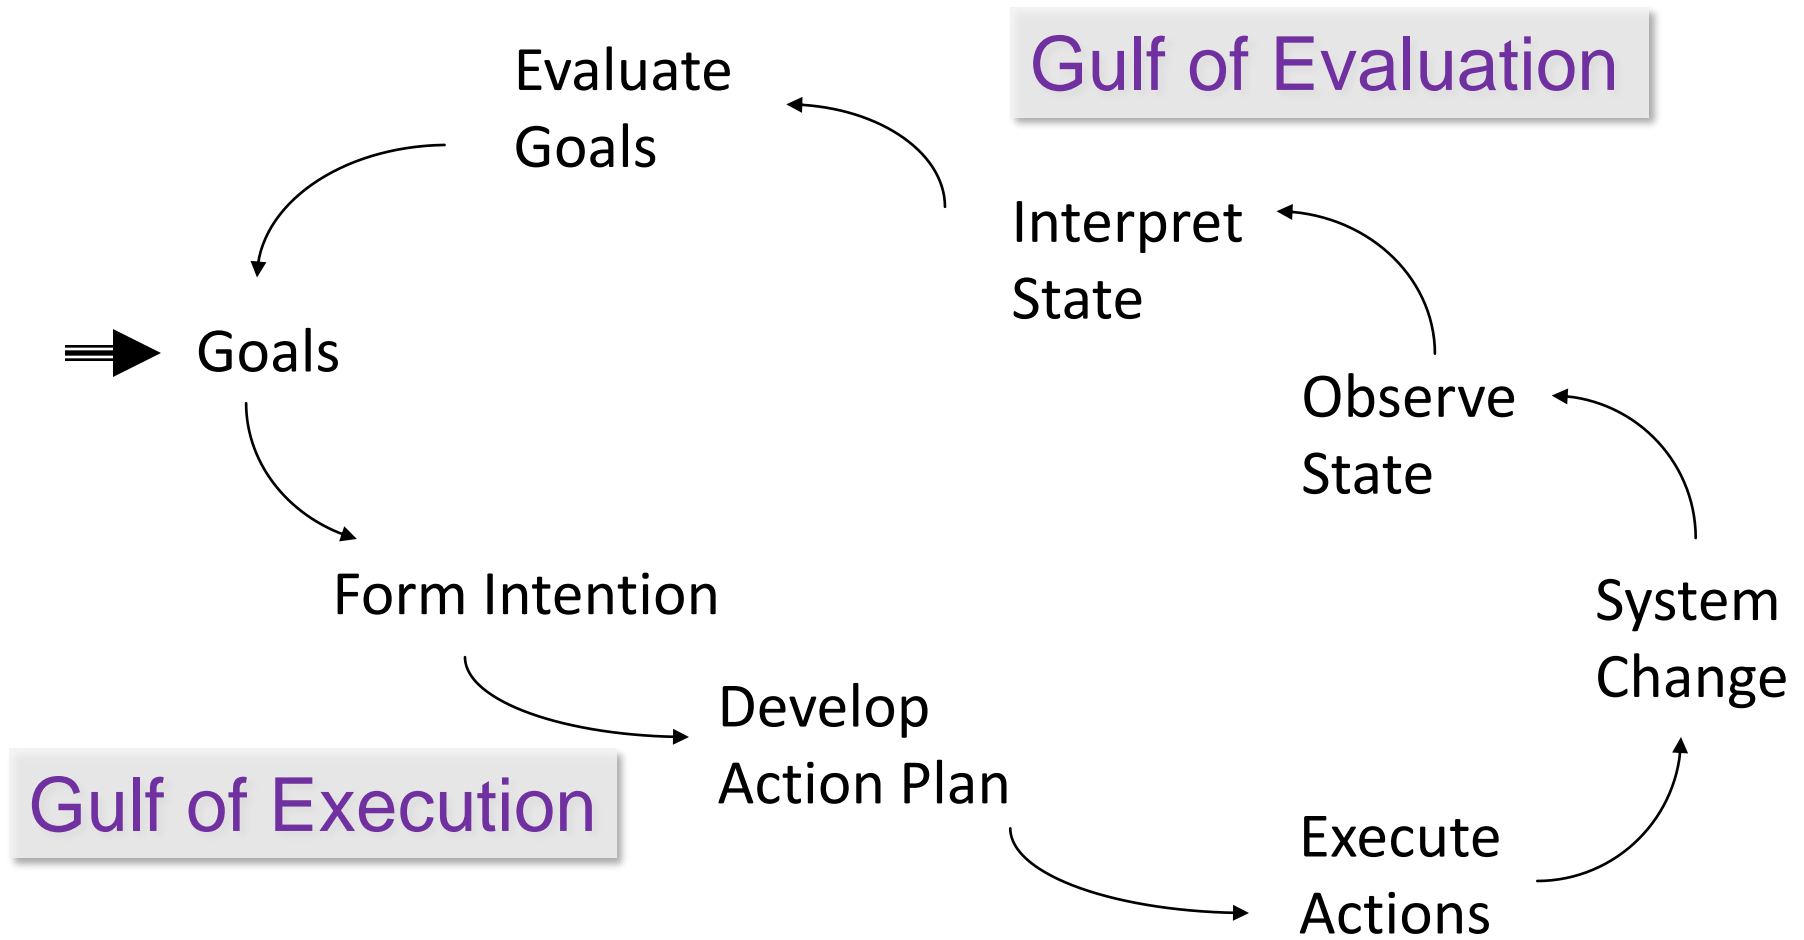 Evaluate
Goals
Gulf of Evaluation
Interpret
State
Goals
Observe
State
Form Intention
System
Change
Develop
Action Plan
Gulf of Execution
Execute
Actions